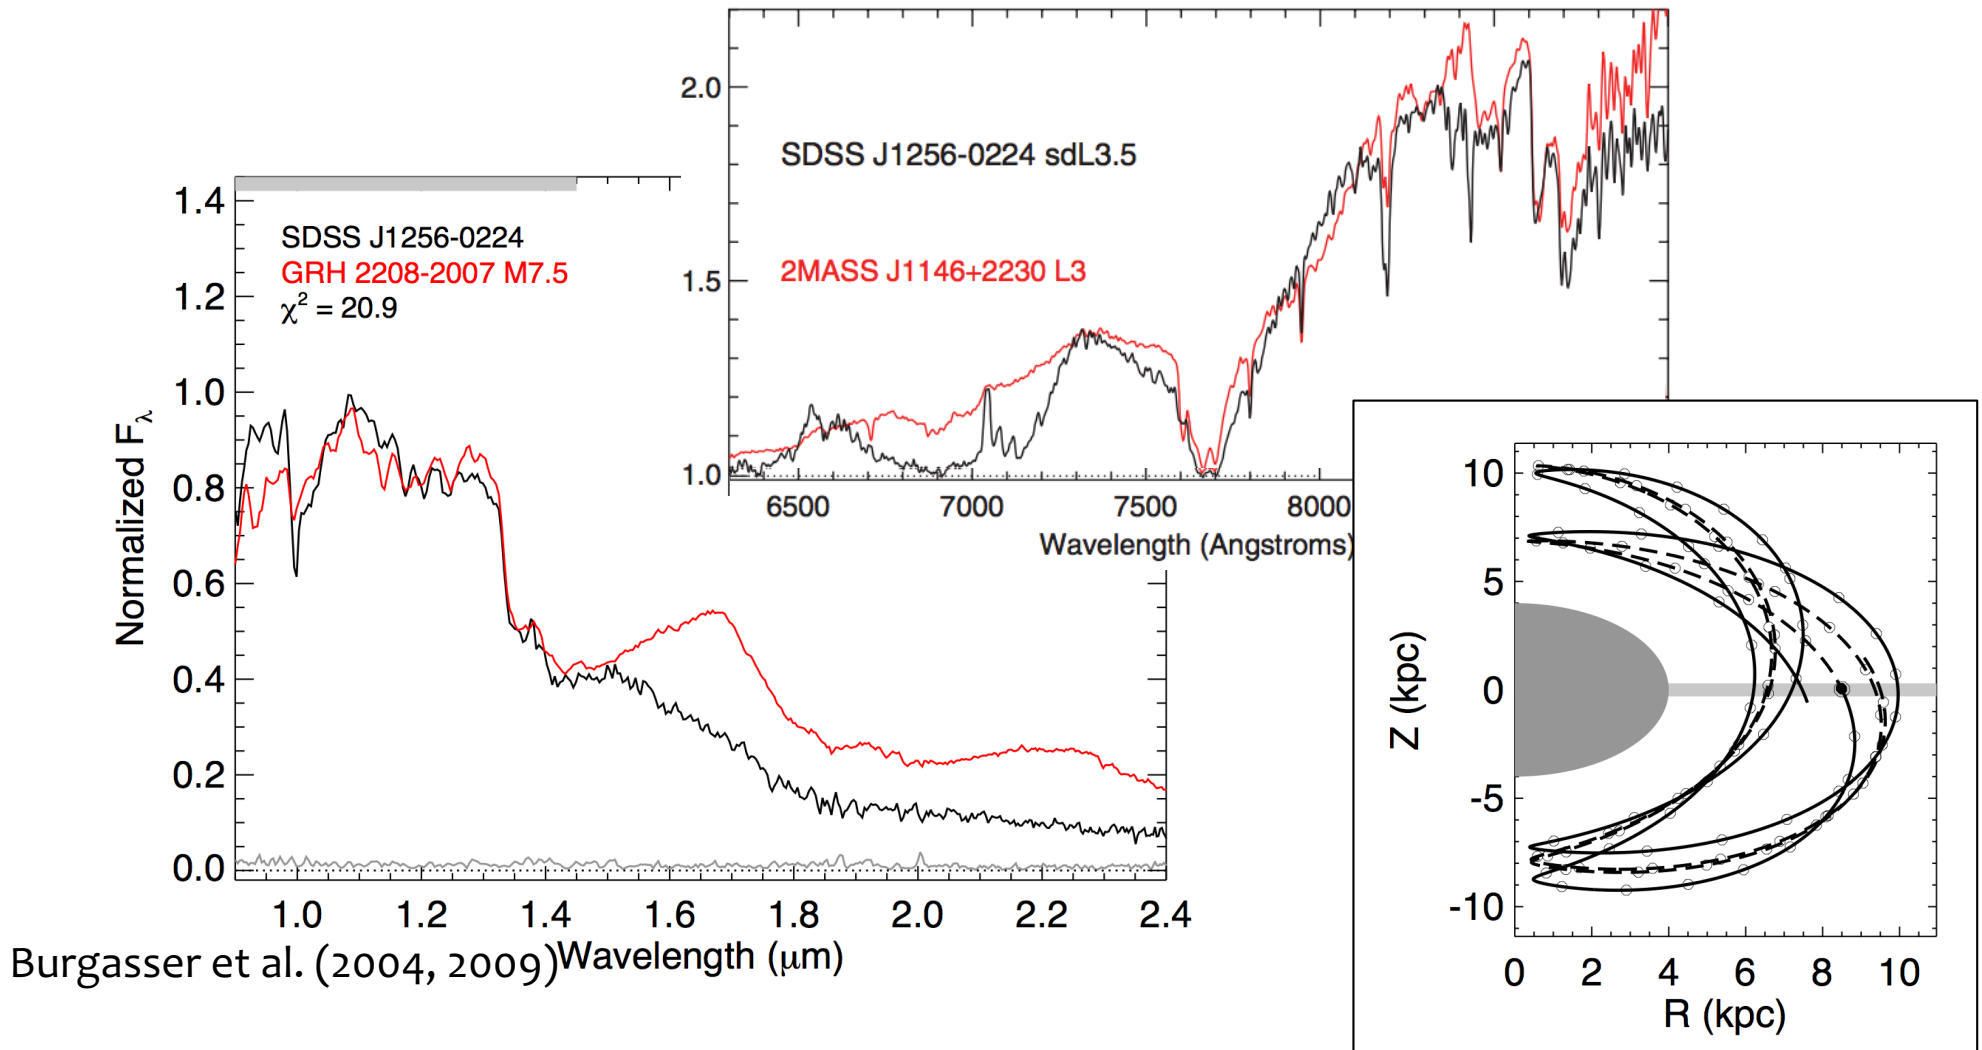 2.0
1.5
1.0
SDSS J1256-0224 sdL3.5
2MASS J1146+2230 L3
6500 7000 7500 8000
Wavelength (Angstroms)
1.4
1.2
1.0
0.8
0.6
0.4
0.2
0.0
SDSS J1256-0224
GRH 2208-2007 M7.5
χ² = 20.9
Normalized Fλ
1.0 1.2 1.4 1.6 1.8 2.0 2.2 2.4
Wavelength (μm)
Burgasser et al. (2004, 2009)
10
5
0
-5
-10
Z (kpc)
0 2 4 6 8 10
R (kpc)